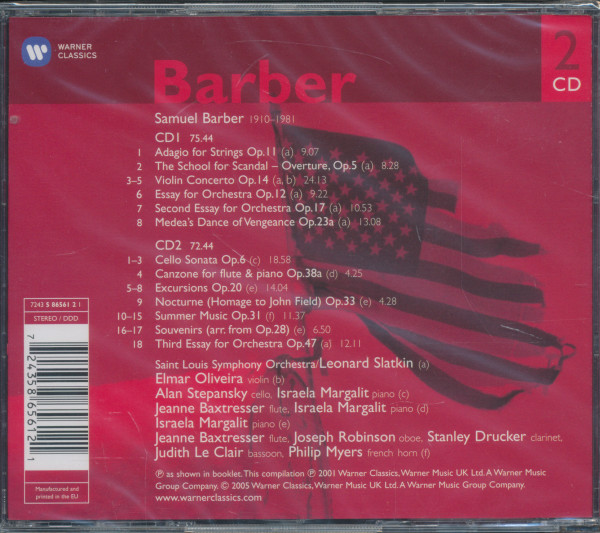 WARNER
CLASSICS
2
CD
Barber
Samuel Barber 1910–1981
CD1 75.44
1 Adagio for Strings Op.11 (a) 9.07
2 The School for Scandal – Overture, Op.5 (a) 8.28
3–5 Violin Concerto Op.14 (a, b) 24.13
6 Essay for Orchestra Op.12 (a) 9.22
7 Second Essay for Orchestra Op.17 (a) 10.53
8 Medea's Dance of Vengeance Op.23a (a) 13.08
CD2 72.44
1–3 Cello Sonata Op.6 (c) 18.58
4 Canzone for flute & piano Op.38a (d) 4.25
5–8 Excursions Op.20 (e) 14.04
9 Nocturne (Homage to John Field) Op.33 (e) 4.28
10–15 Summer Music Op.31 (f) 11.37
16–17 Souvenirs (arr. from Op.28) (e) 6.50
18 Third Essay for Orchestra Op.47 (a) 12.11
Saint Louis Symphony Orchestra/Leonard Slatkin (a)
Elmar Oliveira violin (b)
Alan Stepansky cello, Israela Margalit piano (c)
Jeanne Baxtresser flute, Israela Margalit piano (d)
Israela Margalit piano (e)
Jeanne Baxtresser flute, Joseph Robinson oboe, Stanley Drucker clarinet,
Judith Le Clair bassoon, Philip Myers french horn (f)
℗ as shown in booklet. This compilation ℗ 2001 Warner Classics, Warner Music UK Ltd. A Warner Music
Group Company. © 2005 Warner Classics, Warner Music UK Ltd. A Warner Music Group Company.
www.warnerclassics.com
7243 5 86561 2 1
STEREO / DDD
7 24358 65612 1
Manufactured and
printed in the EU